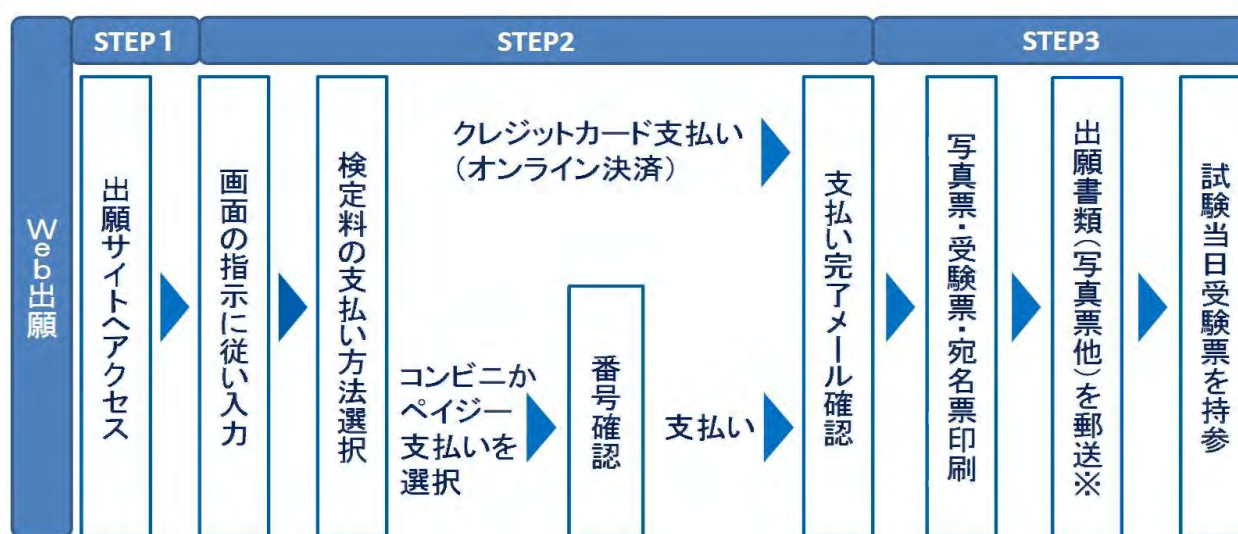 STEP1
STEP2
STEP3
Web出願
出願サイトへアクセス
画面の指示に従い入力
検定料の支払い方法選択
クレジットカード支払い
(オンライン決済)
コンビニか
ペイジー
支払いを
選択
番号確認
支払い
支払い完了メール確認
写真票・受験票・宛名票印刷
出願書類(写真票他)を郵送※
試験当日受験票を持参